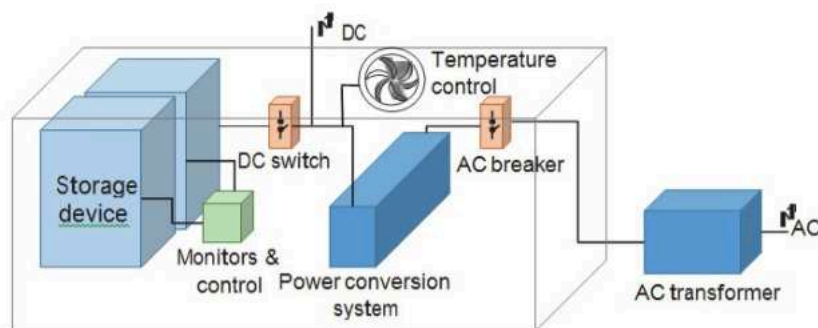 DC
Temperature
control
DC switch
AC breaker
Storage
device
Monitors &
control
Power conversion
system
AC
AC transformer